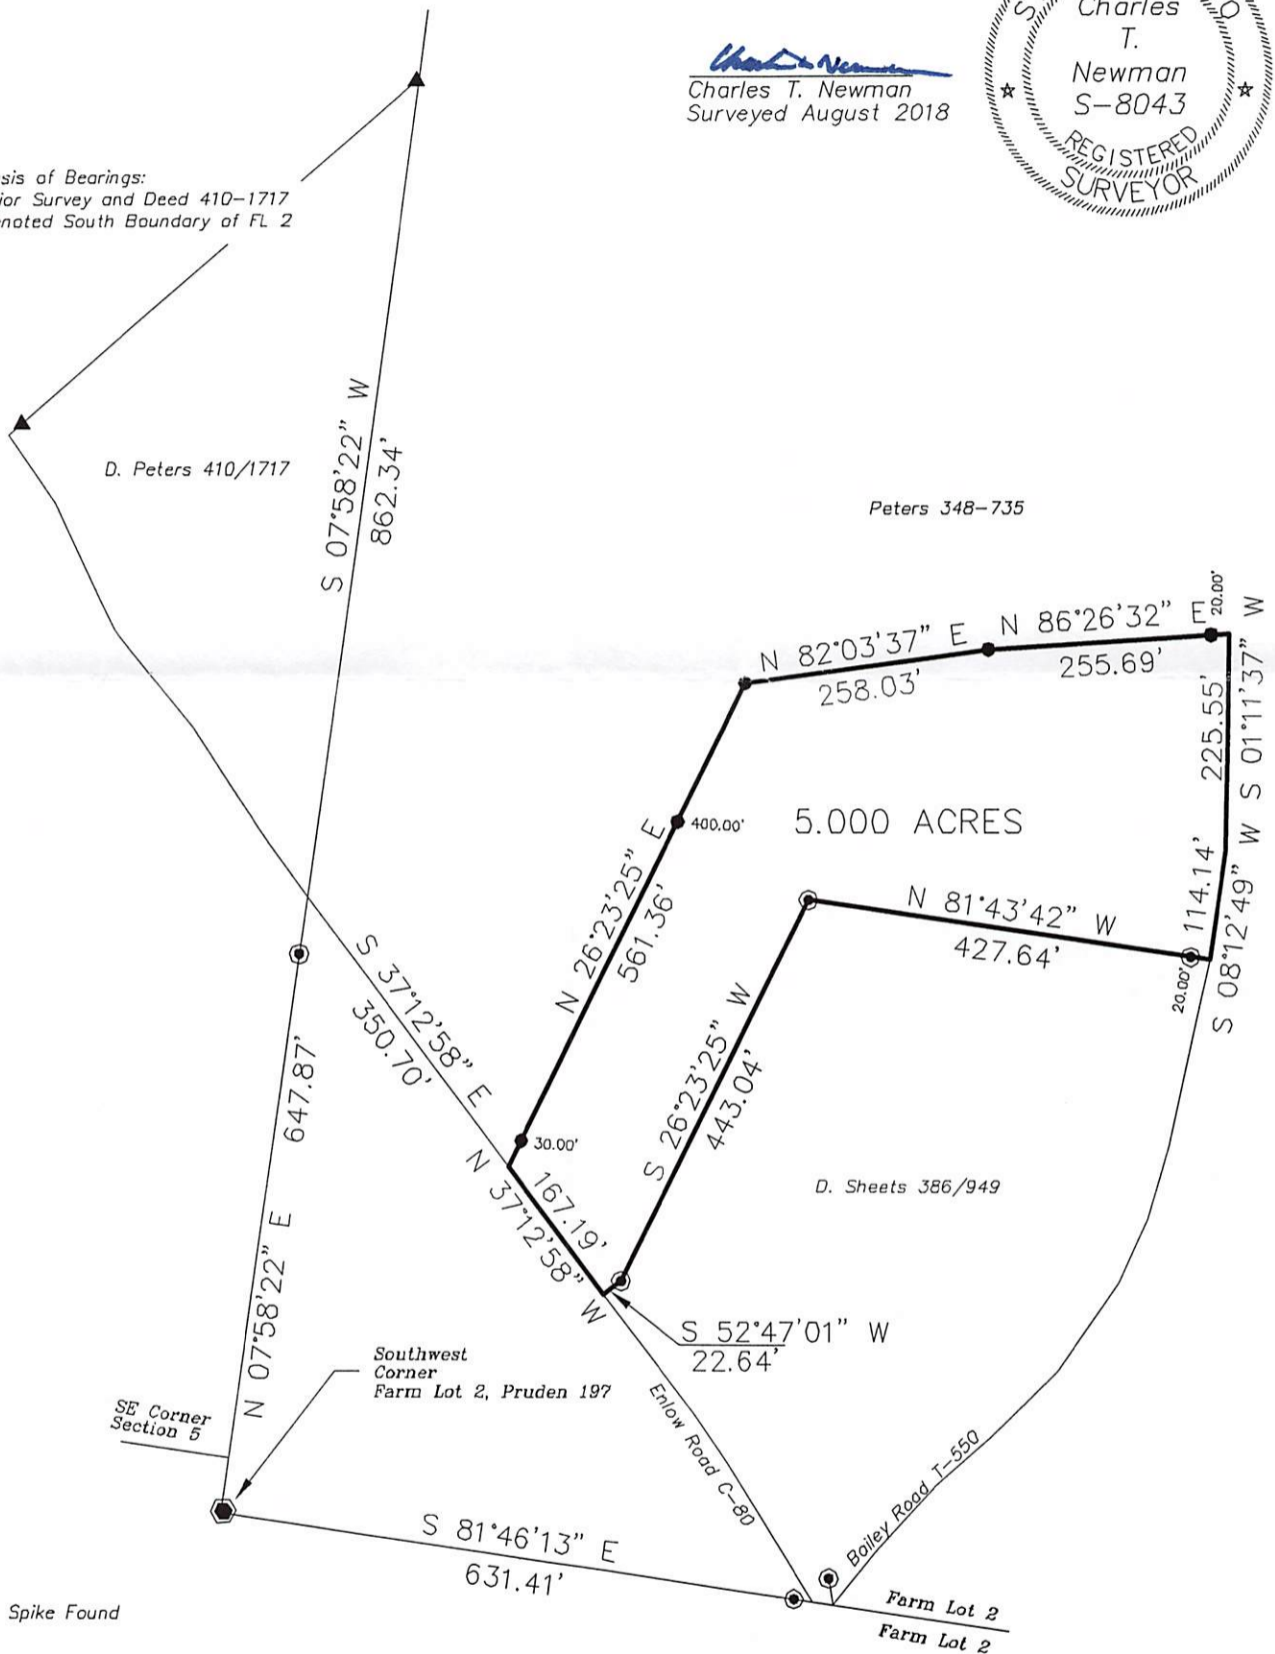 Charles T. Newman
Surveyed August 2018
Charles
T.
Newman
S-8043
REGISTERED
SURVEYOR
sis of Bearings:
ior Survey and Deed 410-1717
enoted South Boundary of FL 2
D. Peters 410/1717
S 07°58'22" W
862.34'
Peters 348-735
N 82°03'37" E
258.03'
N 86°26'32" E
255.69'
20.00'
S 01°11'37" W
225.55'
5.000 ACRES
400.00'
N 26°23'25" E
561.36'
N 81°43'42" W
427.64'
114.14'
S 08°12'49" W
20.00'
S 37°12'58" E
350.70'
647.87'
N 07°58'22" E
30.00'
S 26°23'25" W
443.04'
167.19'
N 37°12'58" W
D. Sheets 386/949
S 52°47'01" W
22.64'
Southwest
Corner
Farm Lot 2, Pruden 197
SE Corner
Section 5
Enlow Road C-80
Bailey Road T-550
S 81°46'13" E
631.41'
Farm Lot 2
Farm Lot 2
Spike Found